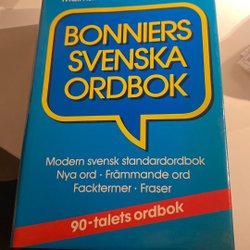 BONNIERS
SVENSKA
ORDBOK
Modern svensk standardordbok
Nya ord · Främmande ord
Facktermer · Fraser
90-talets ordbok